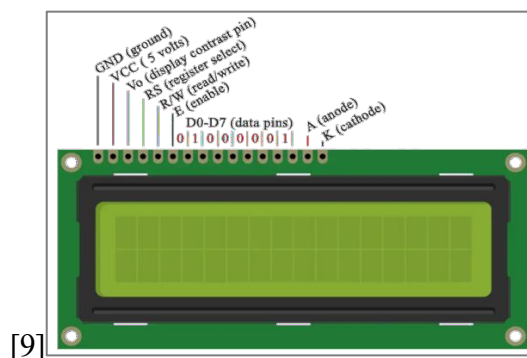 GND (ground)
VCC ( 5 volts)
Vo (display contrast pin)
RS (register select)
R/W (read/write)
E (enable)
D0-D7 (data pins)
0 1 0 0 0 0 0 1
A (anode)
K (cathode)
[9]